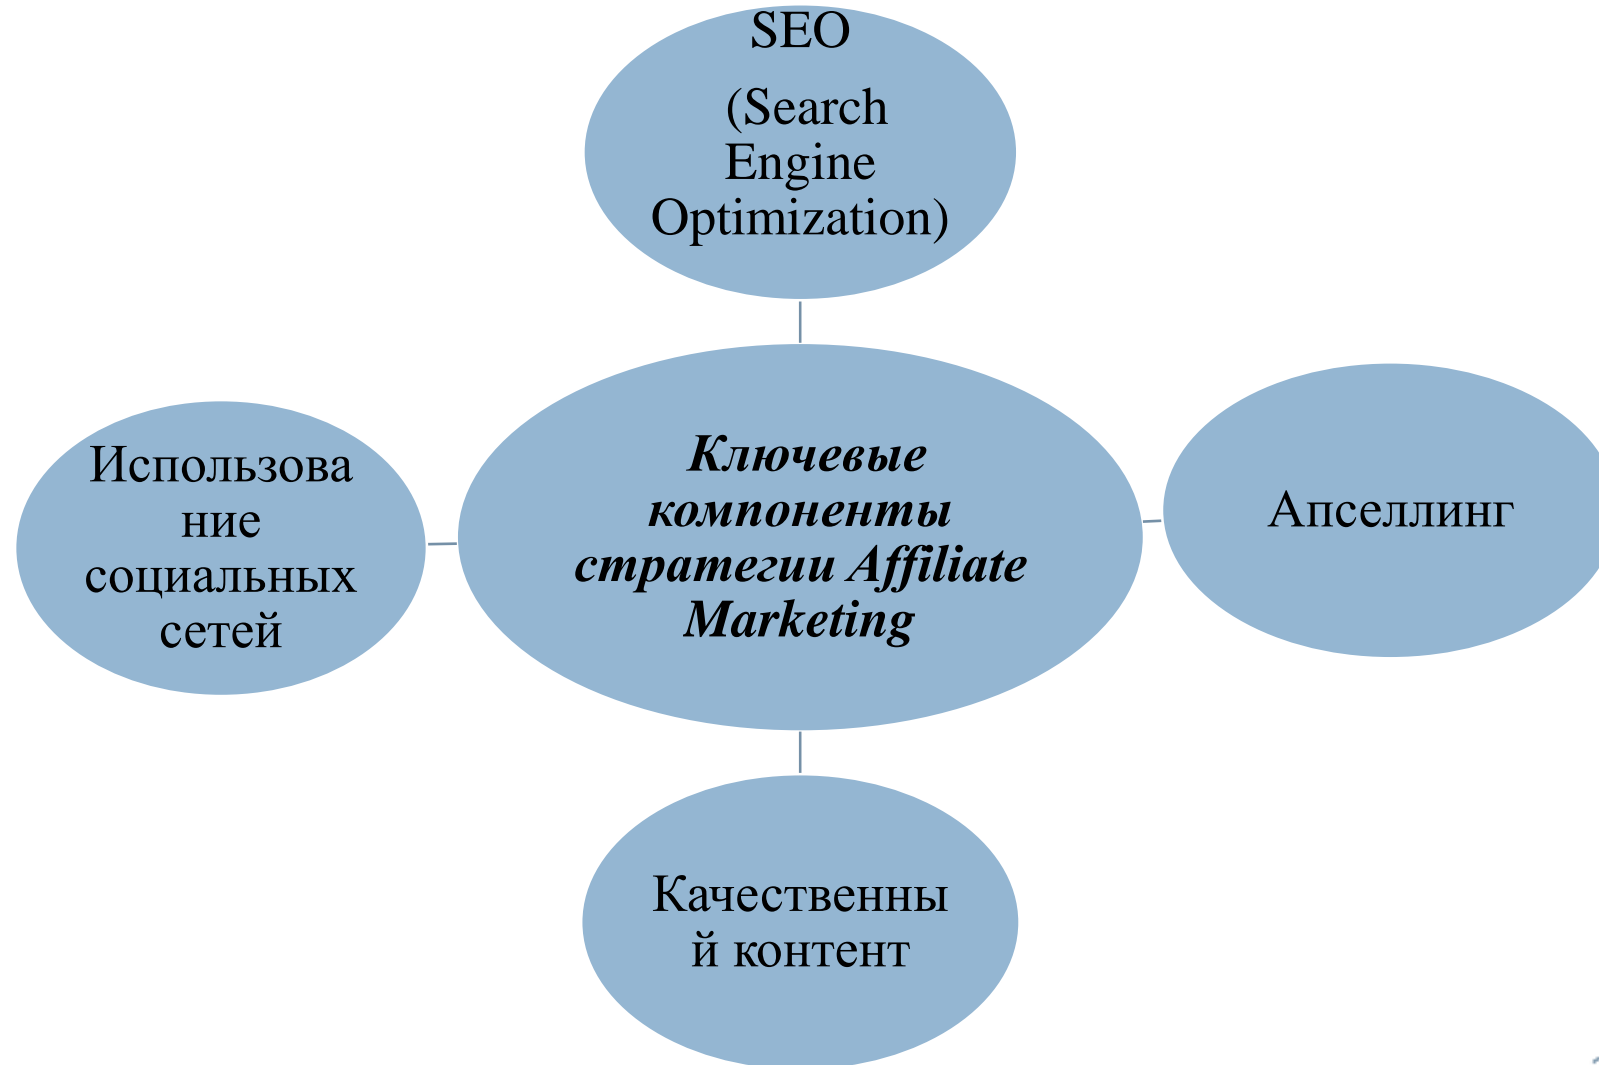 SEO
(Search
Engine
Optimization)
Использова
ние
социальных
сетей
Ключевые
компоненты
стратегии Affiliate
Marketing
Апселлинг
Качественны
й контент